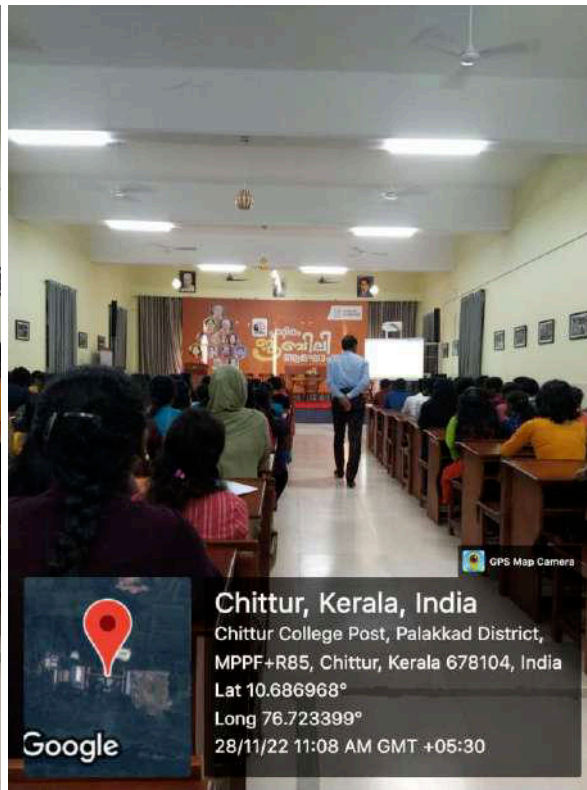 ജൂബിലി
GPS Map Camera
Chittur, Kerala, India
Chittur College Post, Palakkad District,
MPPF+R85, Chittur, Kerala 678104, India
Lat 10.686968°
Long 76.723399°
28/11/22 11:08 AM GMT +05:30
Google